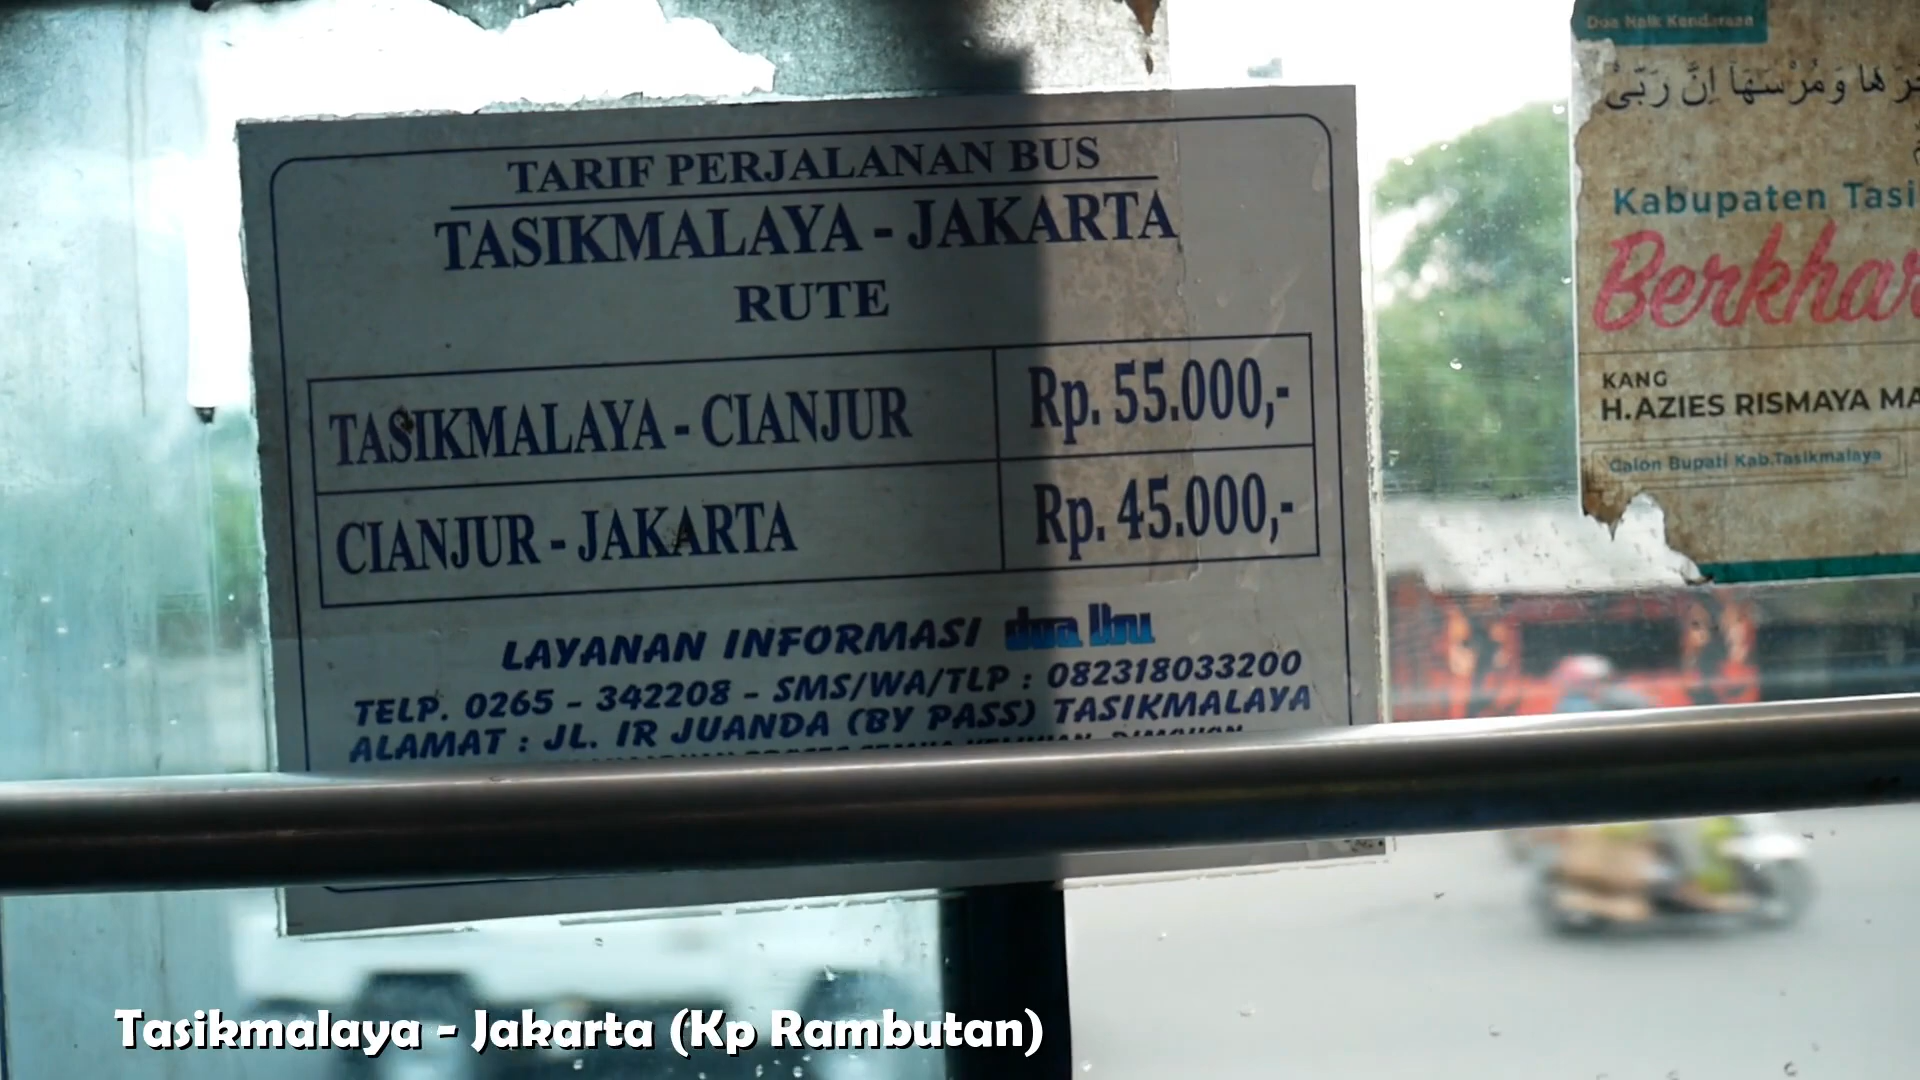 TARIF PERJALANAN BUS
TASIKMALAYA - JAKARTA
RUTE
TASIKMALAYA - CIANJUR Rp. 55.000,-
CIANJUR - JAKARTA Rp. 45.000,-
LAYANAN INFORMASI dua Ibu
TELP. 0265 - 342208 - SMS/WA/TLP : 082318033200
ALAMAT : JL. IR JUANDA (BY PASS) TASIKMALAYA
Doa Naik Kendaraan
وَمُرْسَهَا اِنَّ رَبِّىْ
Kabupaten Tasi
Berkhar
KANG
H.AZIES RISMAYA MA
Calon Bupati Kab.Tasikmalaya
Tasikmalaya - Jakarta (Kp Rambutan)